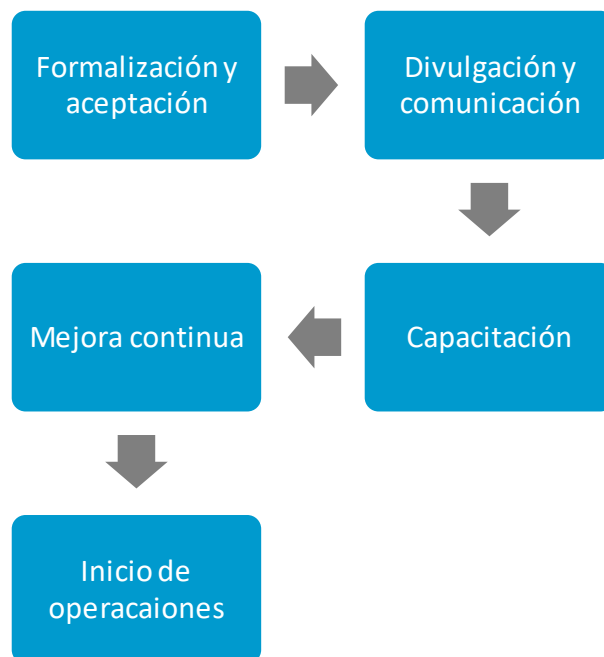 Formalización y
aceptación
Divulgación y
comunicación
Capacitación
Mejora continua
Inicio de
operacaiones